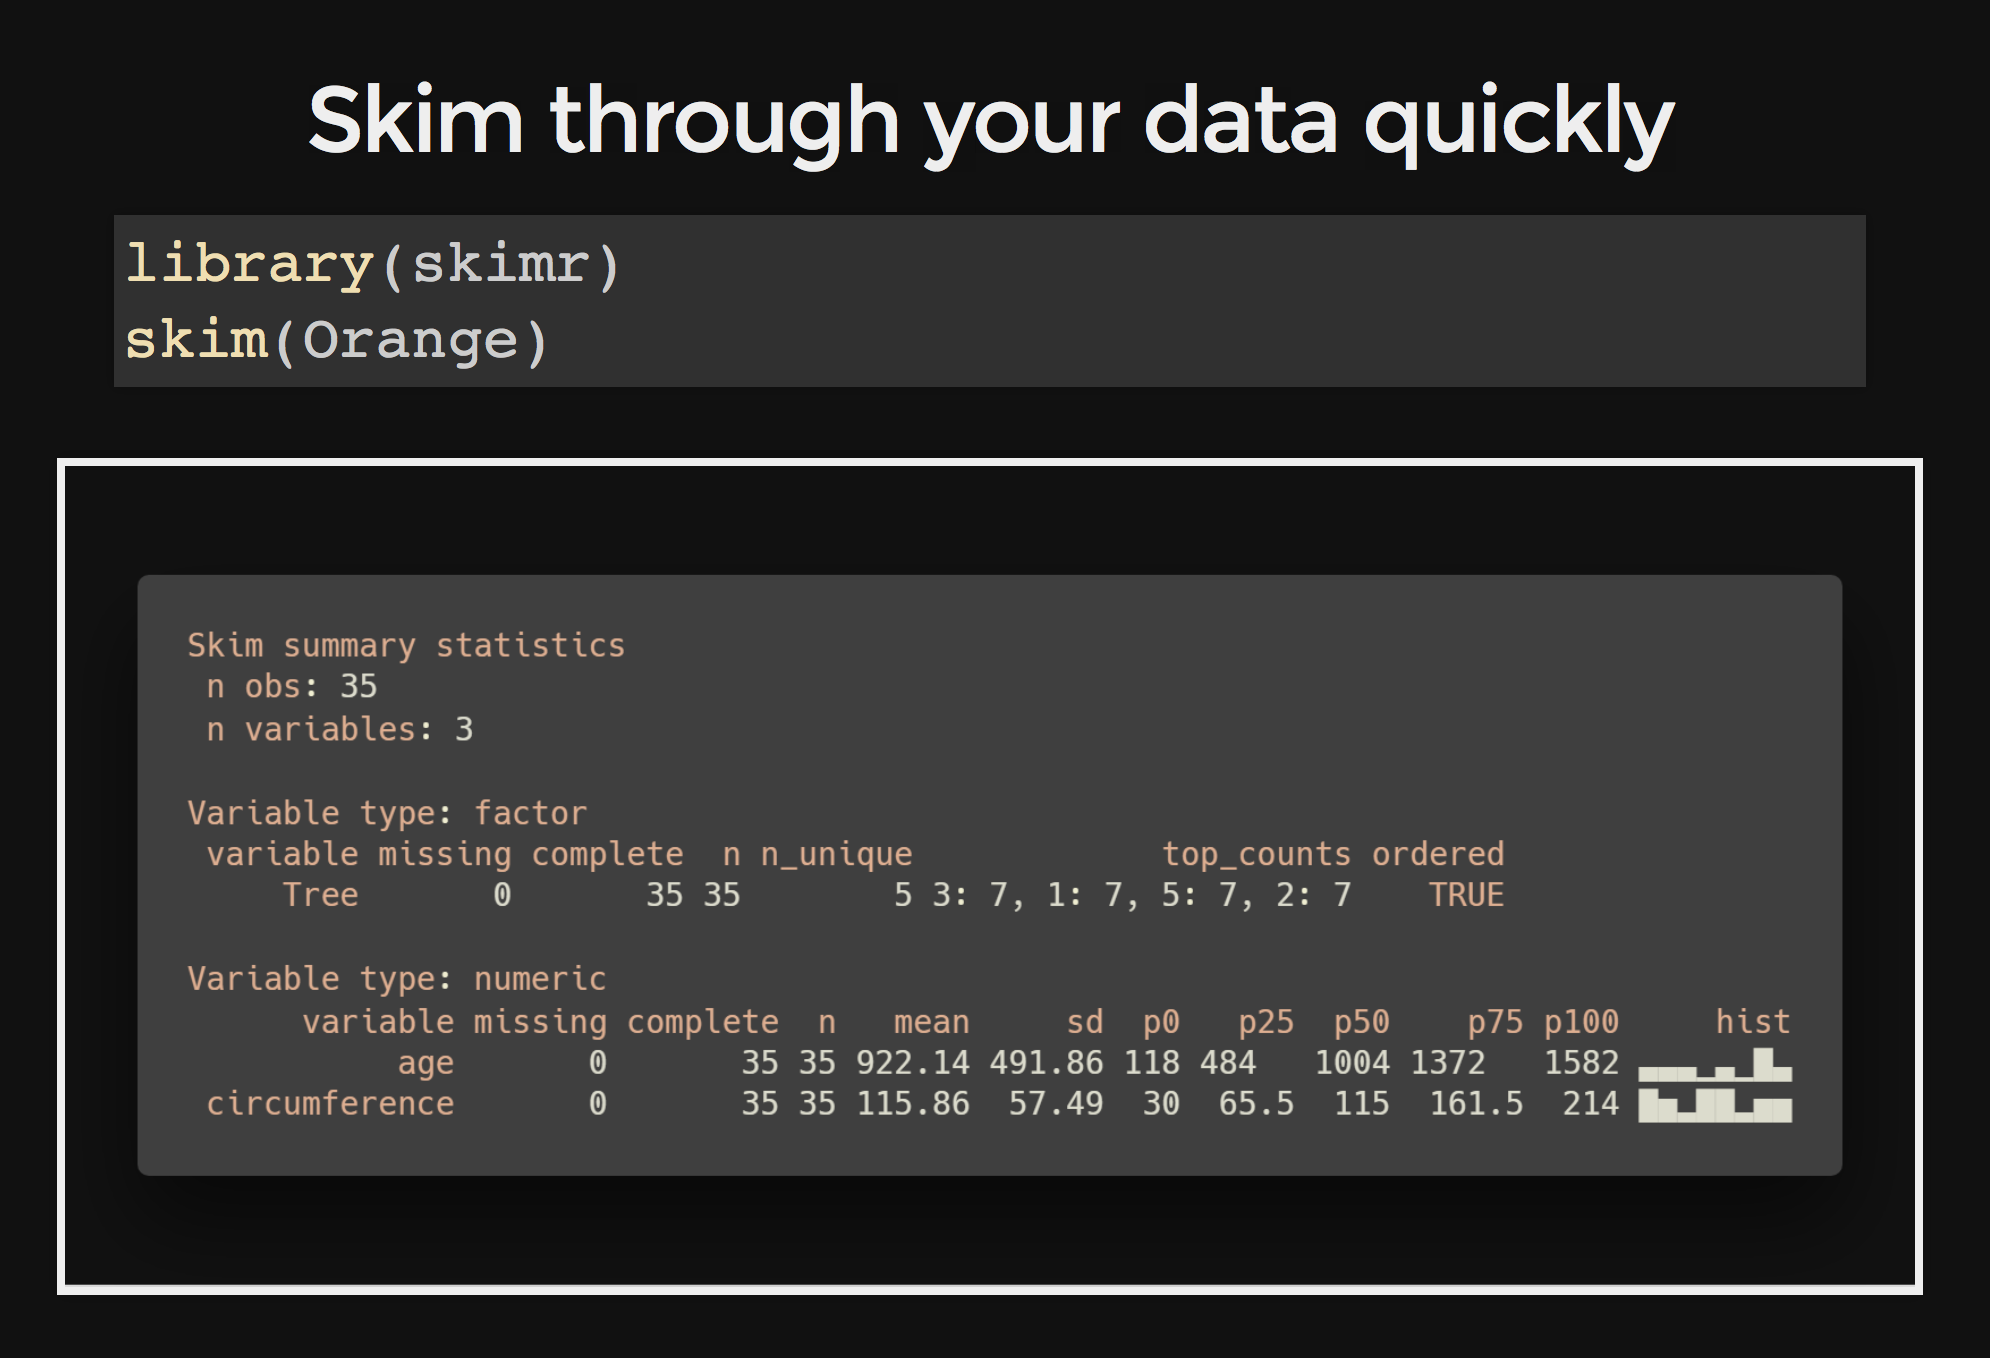 Skim through your data quickly
library(skimr)
skim(Orange)
Skim summary statistics
 n obs: 35
 n variables: 3
Variable type: factor
 variable missing complete  n n_unique             top_counts ordered
     Tree       0       35 35        5 3: 7, 1: 7, 5: 7, 2: 7    TRUE
Variable type: numeric
      variable missing complete  n   mean     sd  p0   p25  p50    p75 p100     hist
           age       0       35 35 922.14 491.86 118 484   1004 1372   1582 ▃▃▃▁▃▁▇▃
 circumference       0       35 35 115.86  57.49  30  65.5  115  161.5  214 ▇▅▂▇▇▂▅▅